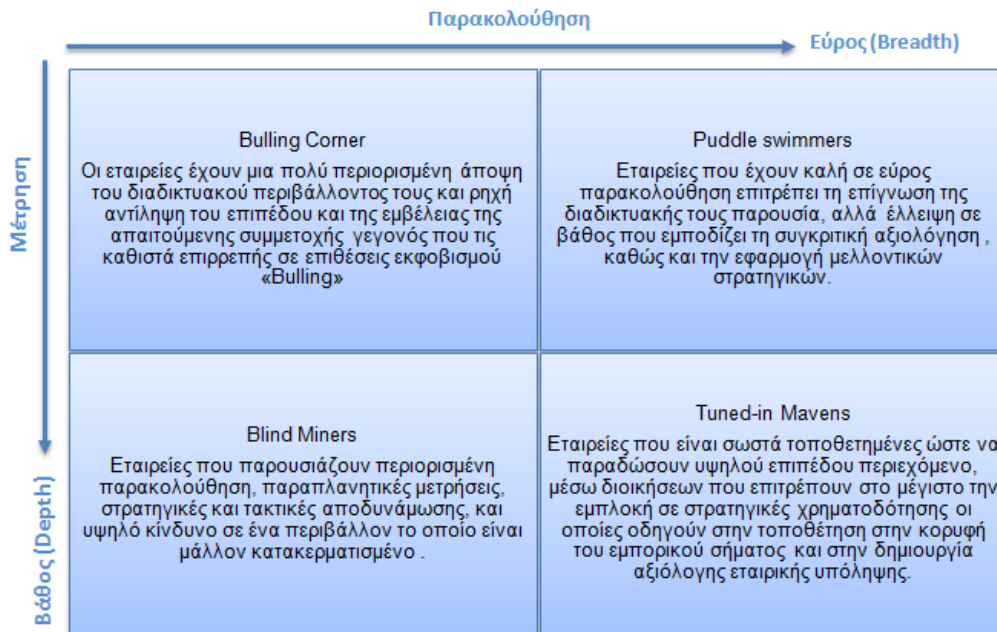 Παρακολούθηση
Εύρος (Breadth)
Μέτρηση
Βάθος (Depth)
Bulling Corner
Οι εταιρείες έχουν μια πολύ περιορισμένη άποψη
του διαδικτυακού περιβάλλοντος τους και ρηχή
αντίληψη του επιπέδου και της εμβέλειας της
απαιτούμενης συμμετοχής γεγονός που τις
καθιστά επιρρεπής σε επιθέσεις εκφοβισμού
«Bulling»
Puddle swimmers
Εταιρείες που έχουν καλή σε εύρος
παρακολούθηση επιτρέπει τη επίγνωση της
διαδικτυακής τους παρουσία, αλλά έλλειψη σε
βάθος που εμποδίζει τη συγκριτική αξιολόγηση ,
καθώς και την εφαρμογή μελλοντικών
στρατηγικών.
Blind Miners
Εταιρείες που παρουσιάζουν περιορισμένη
παρακολούθηση, παραπλανητικές μετρήσεις,
στρατηγικές και τακτικές αποδυνάμωσης, και
υψηλό κίνδυνο σε ένα περιβάλλον το οποίο είναι
μάλλον κατακερματισμένο .
Tuned-in Mavens
Εταιρείες που είναι σωστά τοποθετημένες ώστε να
παραδώσουν υψηλού επιπέδου περιεχόμενο,
μέσω διοικήσεων που επιτρέπουν στο μέγιστο την
εμπλοκή σε στρατηγικές χρηματοδότησης οι
οποίες οδηγούν στην τοποθέτηση στην κορυφή
του εμπορικού σήματος και στην δημιουργία
αξιόλογης εταιρικής υπόληψης.